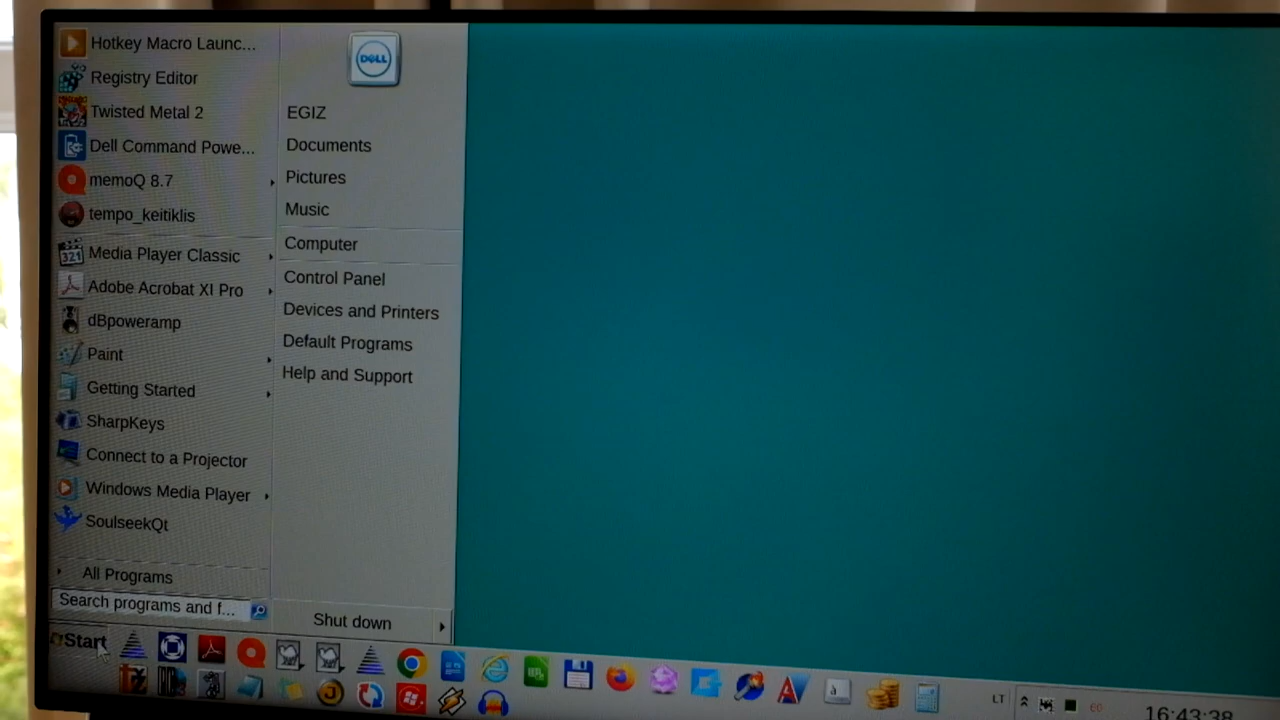 Hotkey Macro Launc...
Registry Editor
Twisted Metal 2
Dell Command Powe...
memoQ 8.7
tempo_keitiklis
Media Player Classic
Adobe Acrobat XI Pro
dBpoweramp
Paint
Getting Started
SharpKeys
Connect to a Projector
Windows Media Player
SoulseekQt
All Programs
Search programs and f...
DELL
EGIZ
Documents
Pictures
Music
Computer
Control Panel
Devices and Printers
Default Programs
Help and Support
Shut down
Start
LT
16:43:38